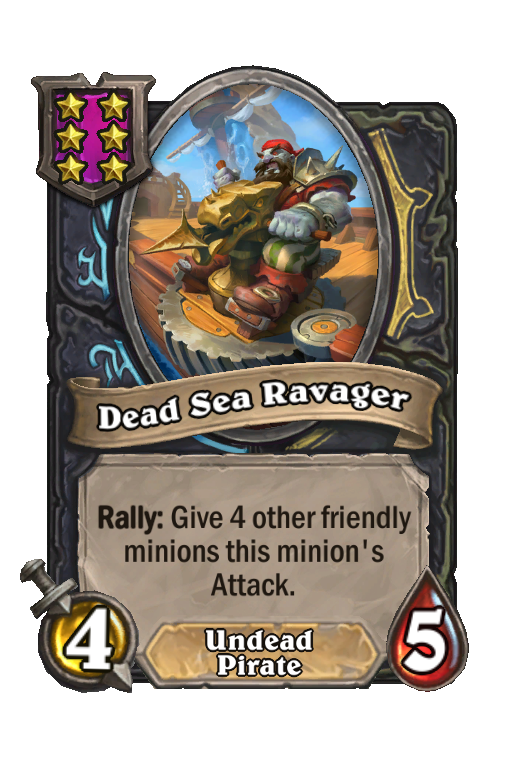 Dead Sea Ravager
Rally: Give 4 other friendly
minions this minion's
Attack.
4
Undead
Pirate
5